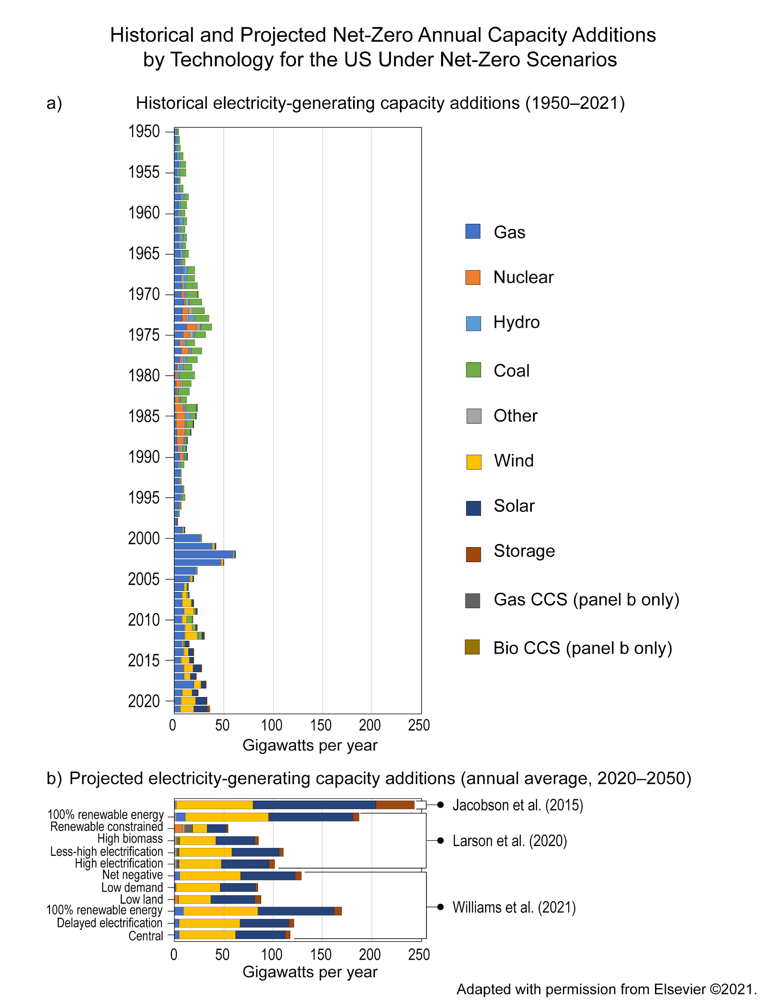 Historical and Projected Net-Zero Annual Capacity Additions
by Technology for the US Under Net-Zero Scenarios
a) Historical electricity-generating capacity additions (1950–2021)
1950
1955
1960
1965
1970
1975
1980
1985
1990
1995
2000
2005
2010
2015
2020
0 50 100 150 200 250
Gigawatts per year
Gas
Nuclear
Hydro
Coal
Other
Wind
Solar
Storage
Gas CCS (panel b only)
Bio CCS (panel b only)
b) Projected electricity-generating capacity additions (annual average, 2020–2050)
100% renewable energy
Renewable constrained
High biomass
Less-high electrification
High electrification
Net negative
Low demand
Low land
100% renewable energy
Delayed electrification
Central
Jacobson et al. (2015)
Larson et al. (2020)
Williams et al. (2021)
0 50 100 150 200 250
Gigawatts per year
Adapted with permission from Elsevier ©2021.